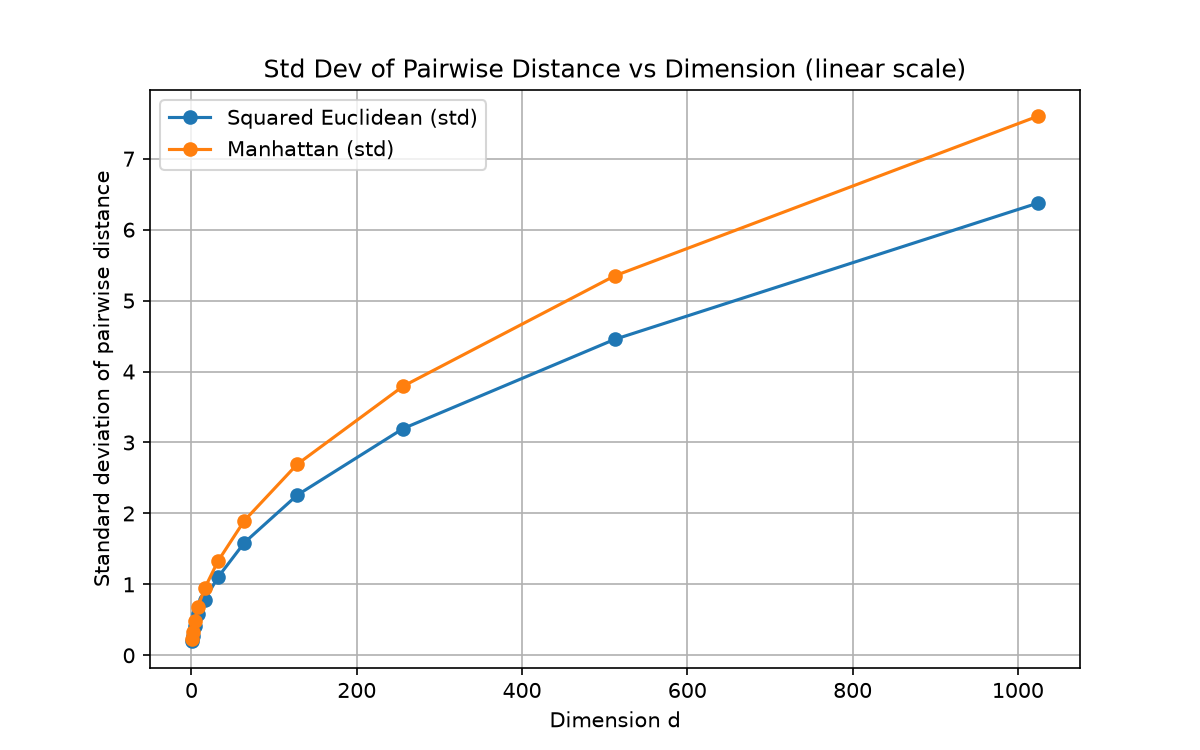 Std Dev of Pairwise Distance vs Dimension (linear scale)
Squared Euclidean (std)
Manhattan (std)
Standard deviation of pairwise distance
7
6
5
4
3
2
1
0
0 200 400 600 800 1000
Dimension d